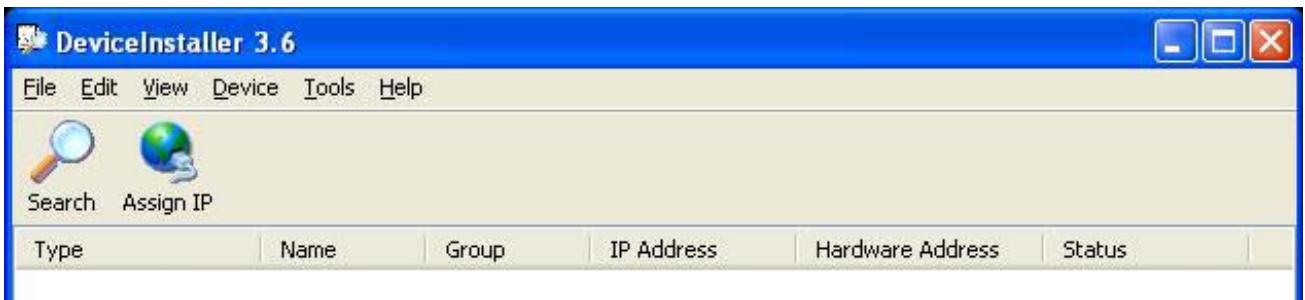 DeviceInstaller 3.6
File Edit View Device Tools Help
Search Assign IP
Type Name Group IP Address Hardware Address Status